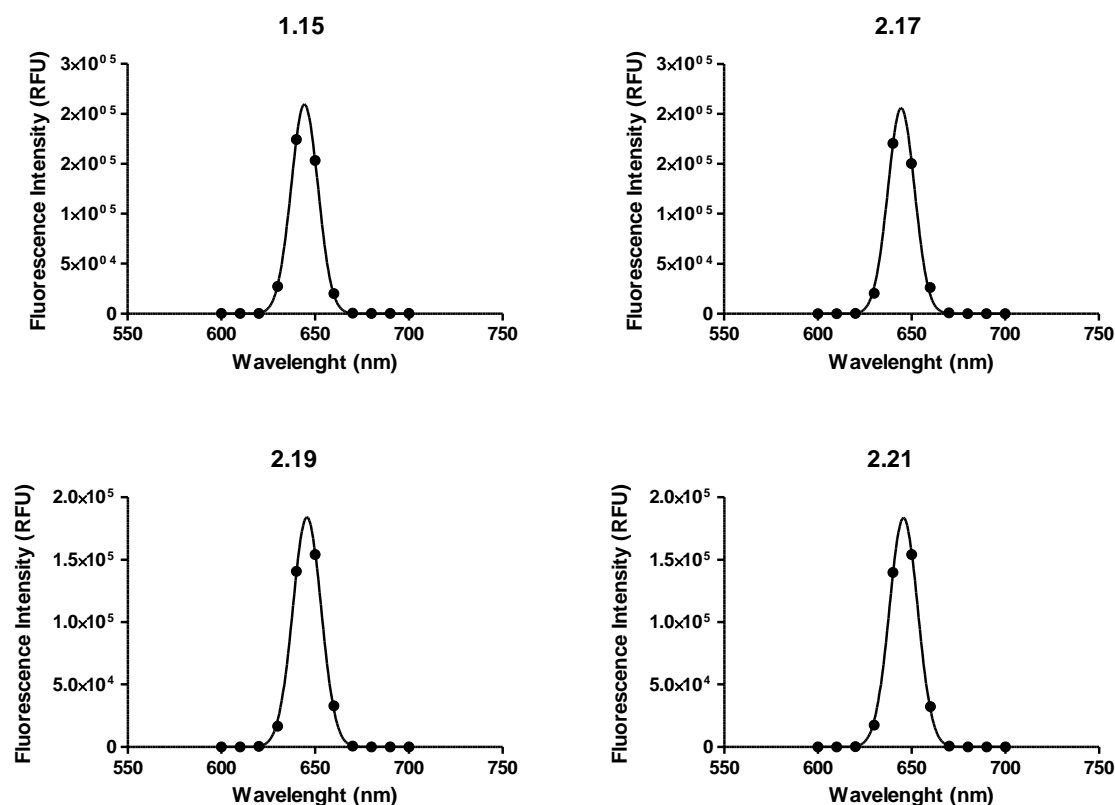 1.15
Fluorescence Intensity (RFU)
3×10⁰⁵
2×10⁰⁵
2×10⁰⁵
1×10⁰⁵
5×10⁰⁴
0
550 600 650 700 750
Wavelenght (nm)
2.17
Fluorescence Intensity (RFU)
3×10⁰⁵
2×10⁰⁵
2×10⁰⁵
1×10⁰⁵
5×10⁰⁴
0
550 600 650 700 750
Wavelenght (nm)
2.19
Fluorescence Intensity (RFU)
2.0×10⁵
1.5×10⁵
1.0×10⁵
5.0×10⁴
0
550 600 650 700 750
Wavelenght (nm)
2.21
Fluorescence Intensity (RFU)
2.0×10⁵
1.5×10⁵
1.0×10⁵
5.0×10⁴
0
550 600 650 700 750
Wavelenght (nm)